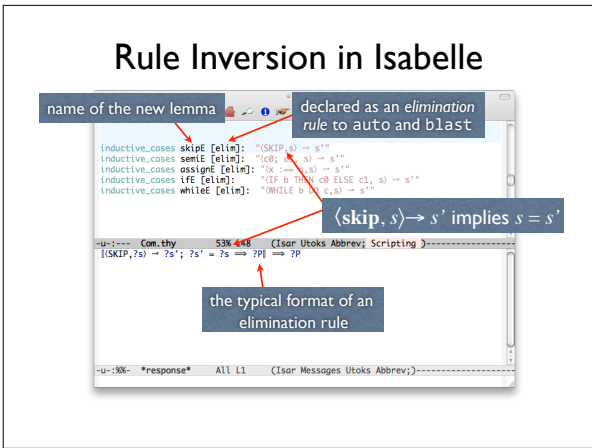 Rule Inversion in Isabelle
name of the new lemma
declared as an elimination
rule to auto and blast
inductive_cases skipE [elim]: "⟨SKIP,s⟩ → s'"
inductive_cases semiE [elim]: "⟨c0; c1, s⟩ → s'"
inductive_cases assignE [elim]: "⟨x :== a,s⟩ → s'"
inductive_cases ifE [elim]: "⟨IF b THEN c0 ELSE c1, s⟩ → s'"
inductive_cases whileE [elim]: "⟨WHILE b DO c,s⟩ → s'"
⟨skip, s⟩→ s' implies s = s'
-u-:--- Com.thy 53% (Isar Utoks Abbrev; Scripting )----------------------
⟦⟨SKIP,?s⟩ → ?s'; ?s' = ?s ⟹ ?P⟧ ⟹ ?P
the typical format of an
elimination rule
-u-:%%- *response* All L1 (Isar Messages Utoks Abbrev;)----------------